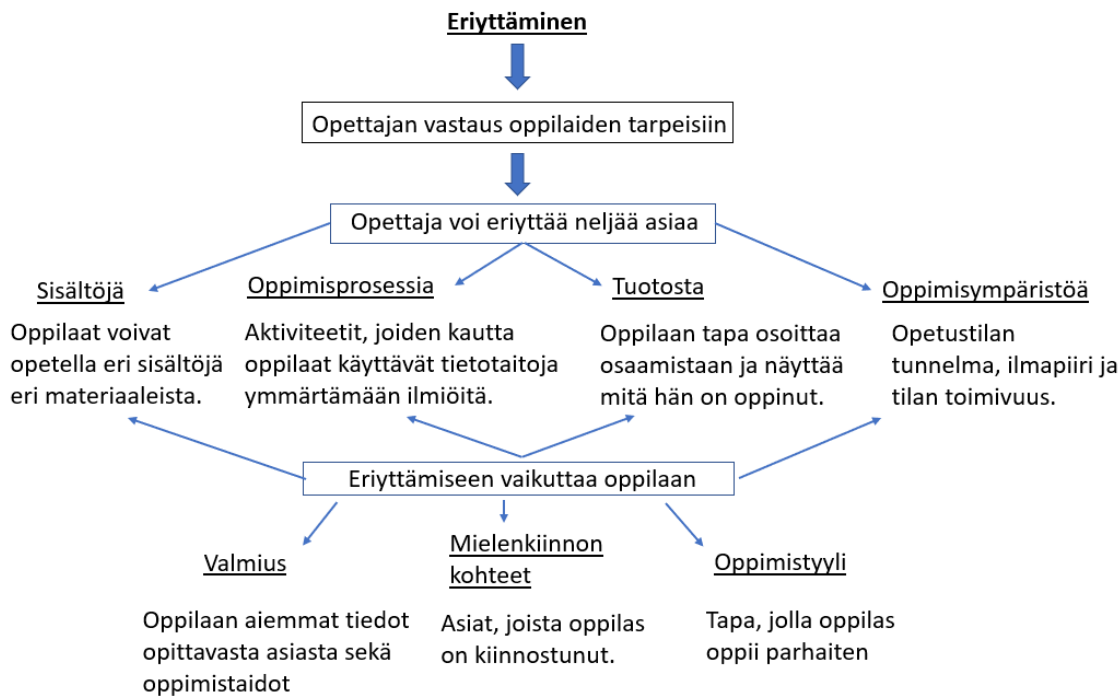 Eriyttäminen
Opettajan vastaus oppilaiden tarpeisiin
Opettaja voi eriyttää neljää asiaa
Sisältöjä
Oppilaat voivat
opetella eri sisältöjä
eri materiaaleista.
Oppimisprosessia
Aktiviteetit, joiden kautta
oppilaat käyttävät tietotaitoja
ymmärtämään ilmiöitä.
Tuotosta
Oppilaan tapa osoittaa
osaamistaan ja näyttää
mitä hän on oppinut.
Oppimisympäristöä
Opetustilan
tunnelma, ilmapiiri ja
tilan toimivuus.
Eriyttämiseen vaikuttaa oppilaan
Valmius
Oppilaan aiemmat tiedot
opittavasta asiasta sekä
oppimistaidot
Mielenkiinnon
kohteet
Asiat, joista oppilas
on kiinnostunut.
Oppimistyyli
Tapa, jolla oppilas
oppii parhaiten